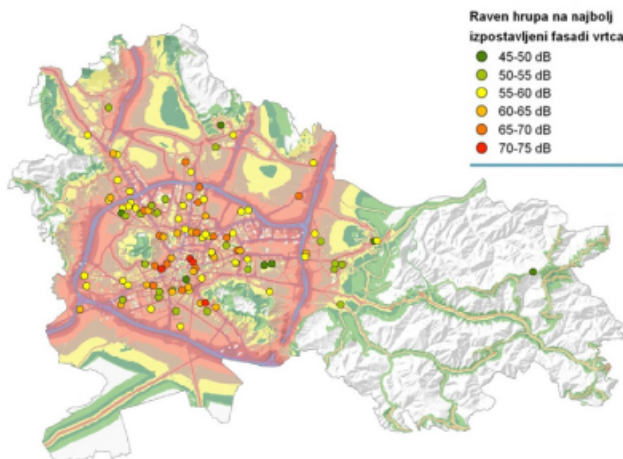 Raven hrupa na najbolj
izpostavljeni fasadi vrtca
45-50 dB
50-55 dB
55-60 dB
60-65 dB
65-70 dB
70-75 dB